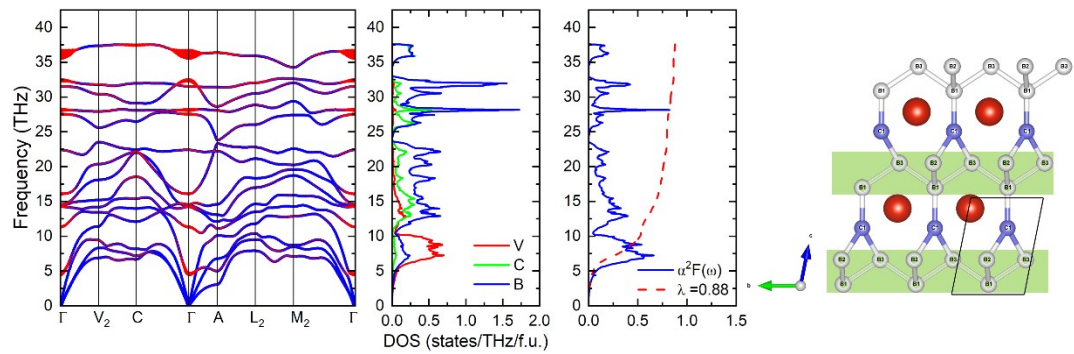 Frequency (THz)
40
35
30
25
20
15
10
5
0
Γ V₂ C Γ A L₂ M₂ Γ
40
35
30
25
20
15
10
5
0
V
C
B
0.0 0.5 1.0 1.5 2.0
DOS (states/THz/f.u.)
40
35
30
25
20
15
10
5
0
α²F(ω)
λ =0.88
0.0 0.5 1.0 1.5
B3 B2 B3 B2 B3
B1 B1
C1 C1 C1
B3 B2 B3 B2 B3
B1 B1
C1 C1 C1
B2 B3 B2 B3 B2 B3
B1 B1 B1
c
b